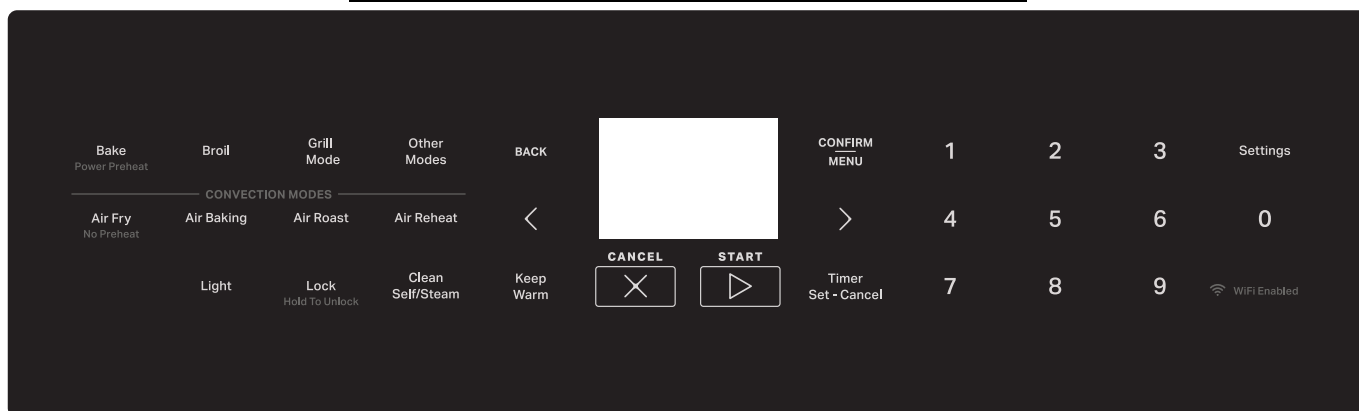 Bake
Power Preheat
Broil
Grill
Mode
Other
Modes
BACK
CONFIRM
MENU
1
2
3
Settings
CONVECTION MODES
Air Fry
No Preheat
Air Baking
Air Roast
Air Reheat
4
5
6
0
CANCEL
START
Light
Lock
Hold To Unlock
Clean
Self/Steam
Keep
Warm
Timer
Set - Cancel
7
8
9
WiFi Enabled